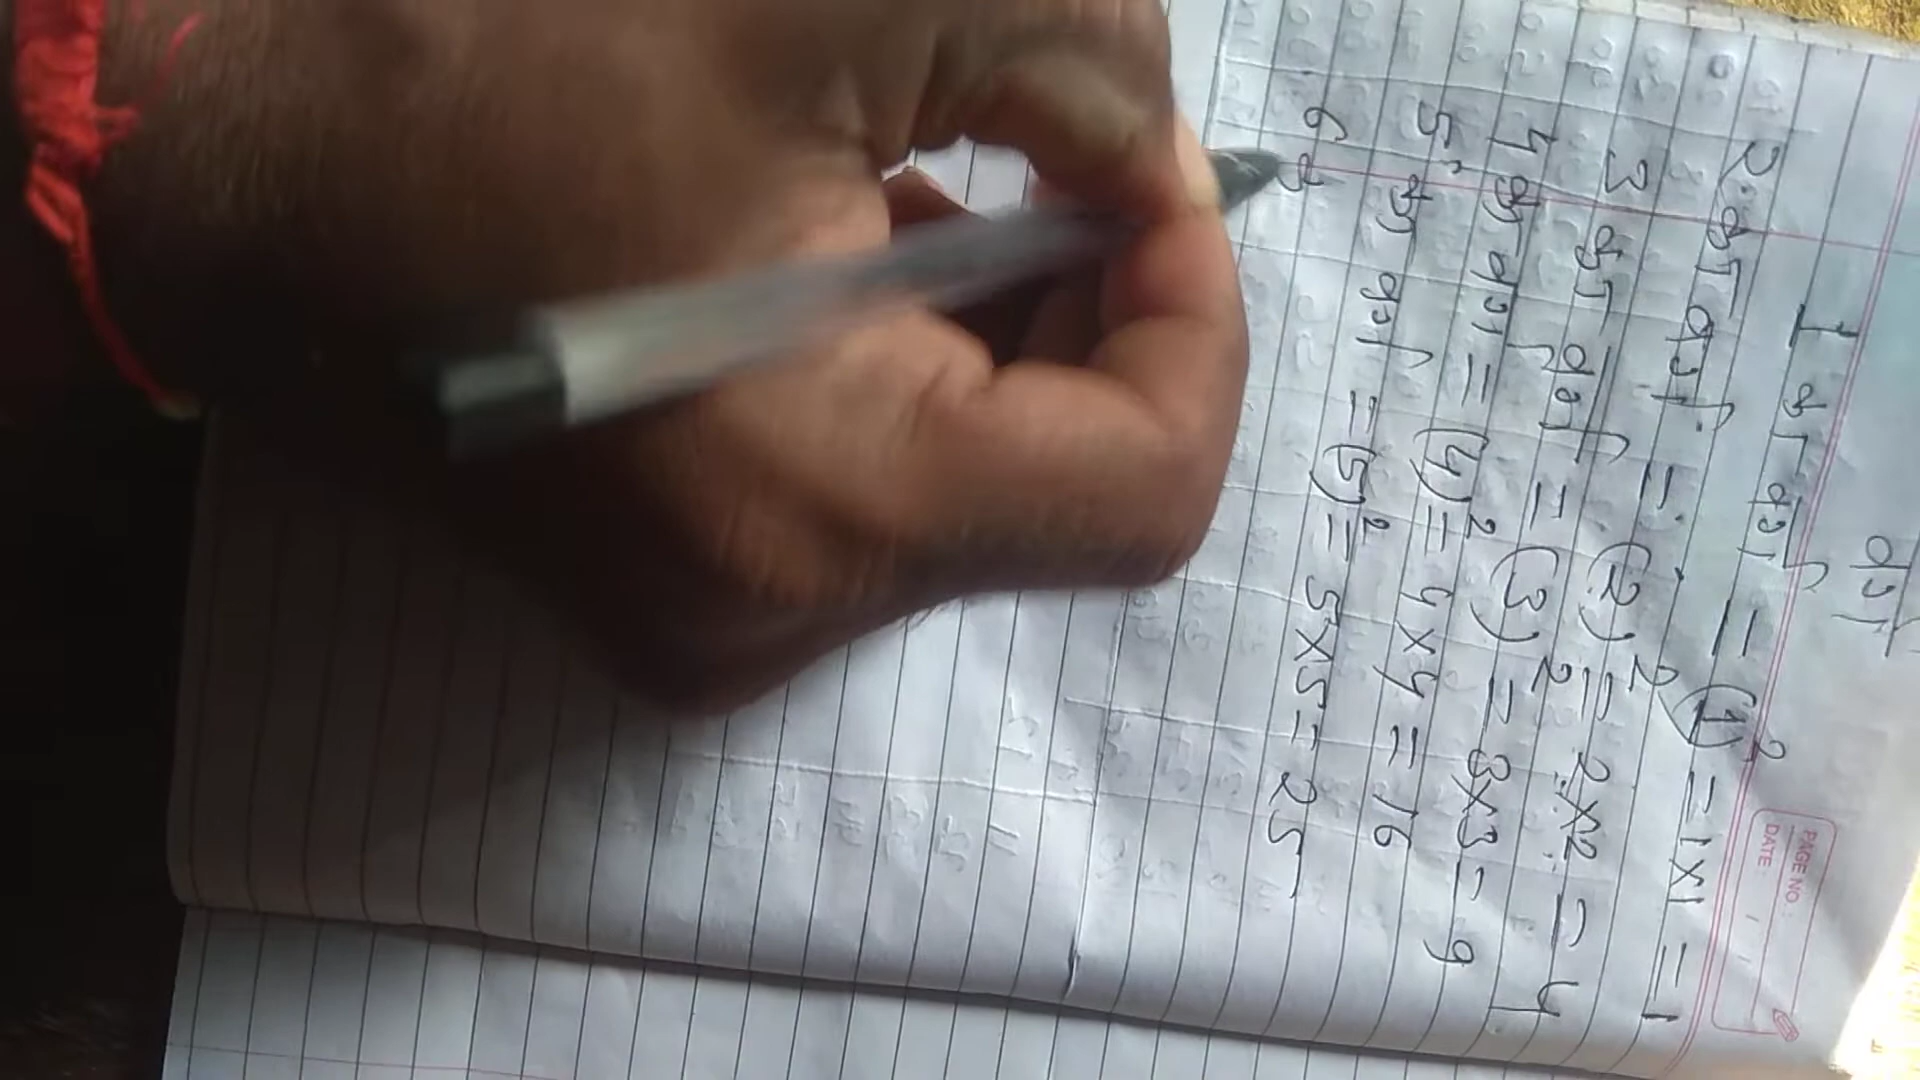 वर्ग
PAGE NO.:
DATE: / /
1 का वर्ग = (1)² = 1×1 = 1
2 का वर्ग = (2)² = 2×2 = 4
3 का वर्ग = (3)² = 3×3 = 9
4 का वर्ग = (4)² = 4×4 = 16
5 का वर्ग = (5)² = 5×5 = 25
6 क